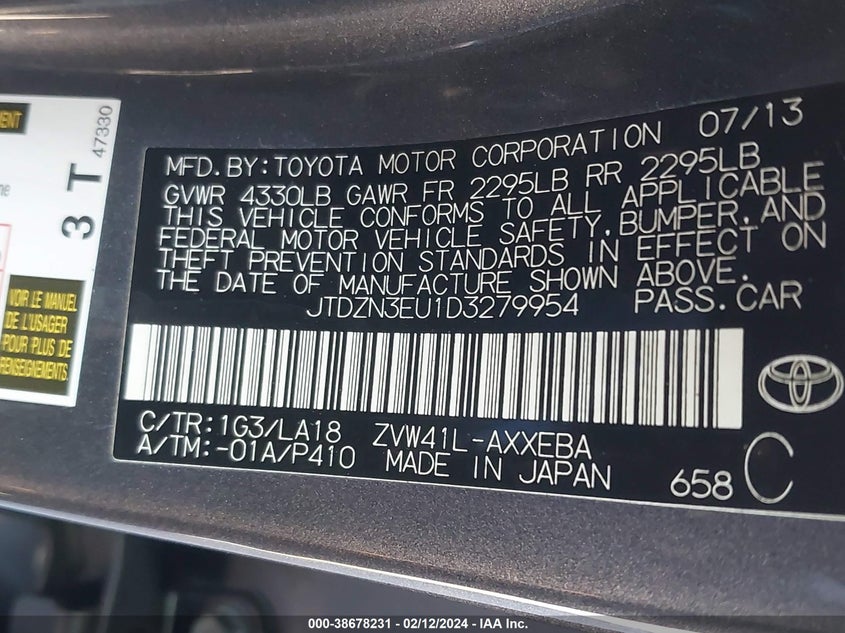 MENT
me
3 T
47330
VOIR LE MANUEL
DE L'USAGER
POUR PLUS DE
RENSEIGNEMENTS
MFD.BY:TOYOTA MOTOR CORPORATION 07/13
GVWR 4330LB GAWR FR 2295LB RR 2295LB
THIS VEHICLE CONFORMS TO ALL APPLICABLE
FEDERAL MOTOR VEHICLE SAFETY,BUMPER,AND
THEFT PREVENTION STANDARDS IN EFFECT ON
THE DATE OF MANUFACTURE SHOWN ABOVE.
JTDZN3EU1D3279954 PASS.CAR
C/TR:1G3/LA18 ZVW41L-AXXEBA
A/TM:-01A/P410 MADE IN JAPAN
658 C
000-38678231 - 02/12/2024 - IAA Inc.